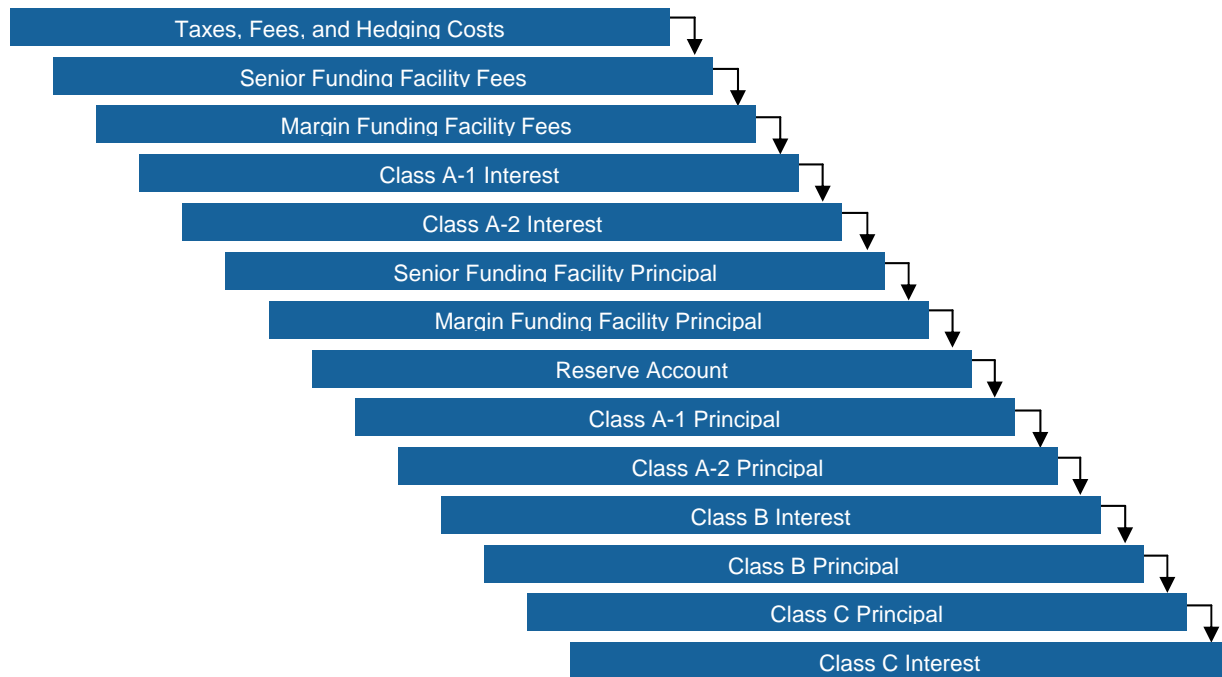 Taxes, Fees, and Hedging Costs
Senior Funding Facility Fees
Margin Funding Facility Fees
Class A-1 Interest
Class A-2 Interest
Senior Funding Facility Principal
Margin Funding Facility Principal
Reserve Account
Class A-1 Principal
Class A-2 Principal
Class B Interest
Class B Principal
Class C Principal
Class C Interest